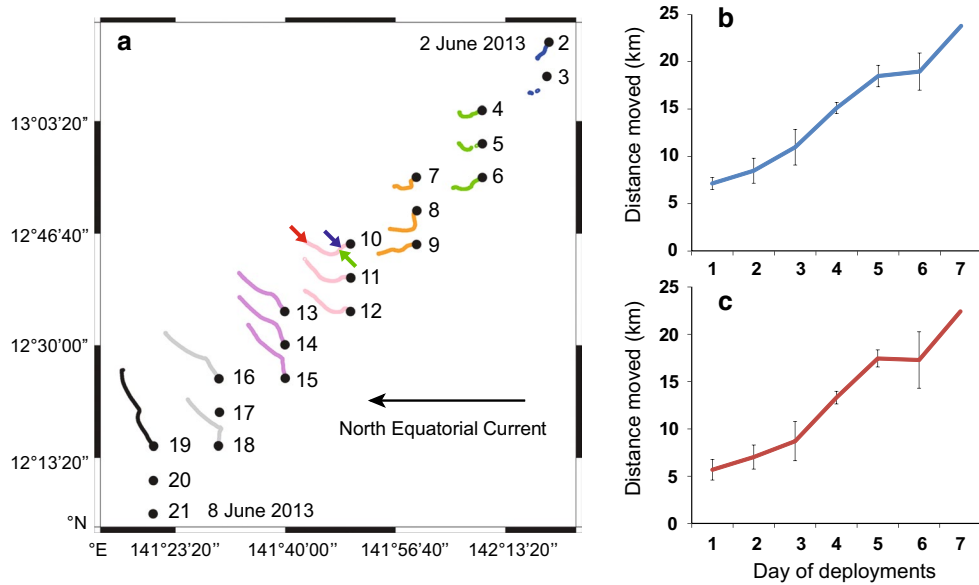 a
2 June 2013
2
3
4
5
6
7
8
9
10
11
12
13
14
15
16
17
18
19
20
21
8 June 2013
North Equatorial Current
13°03'20"
12°46'40"
12°30'00"
12°13'20"
°N
°E 141°23'20" 141°40'00" 141°56'40" 142°13'20"
b
Distance moved (km)
25
20
15
10
5
0
1 2 3 4 5 6 7
c
Distance moved (km)
25
20
15
10
5
0
1 2 3 4 5 6 7
Day of deployments